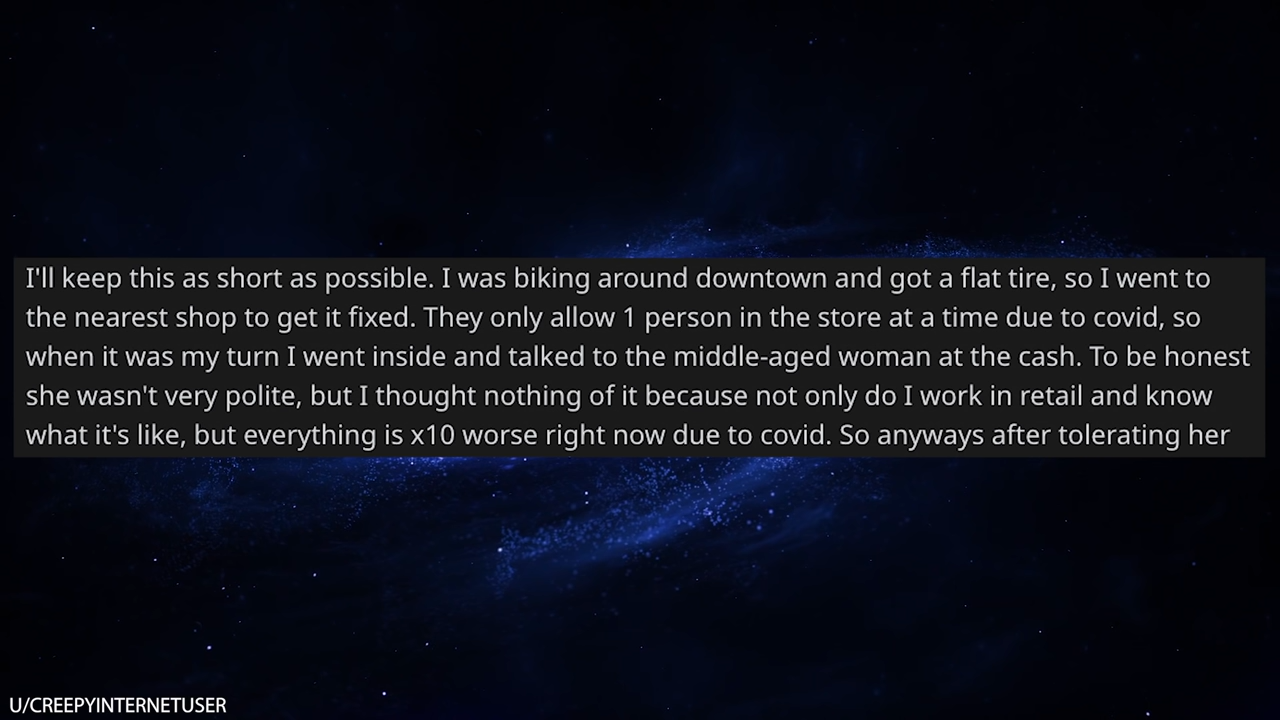 I'll keep this as short as possible. I was biking around downtown and got a flat tire, so I went to
the nearest shop to get it fixed. They only allow 1 person in the store at a time due to covid, so
when it was my turn I went inside and talked to the middle-aged woman at the cash. To be honest
she wasn't very polite, but I thought nothing of it because not only do I work in retail and know
what it's like, but everything is x10 worse right now due to covid. So anyways after tolerating her
U/CREEPYINTERNETUSER